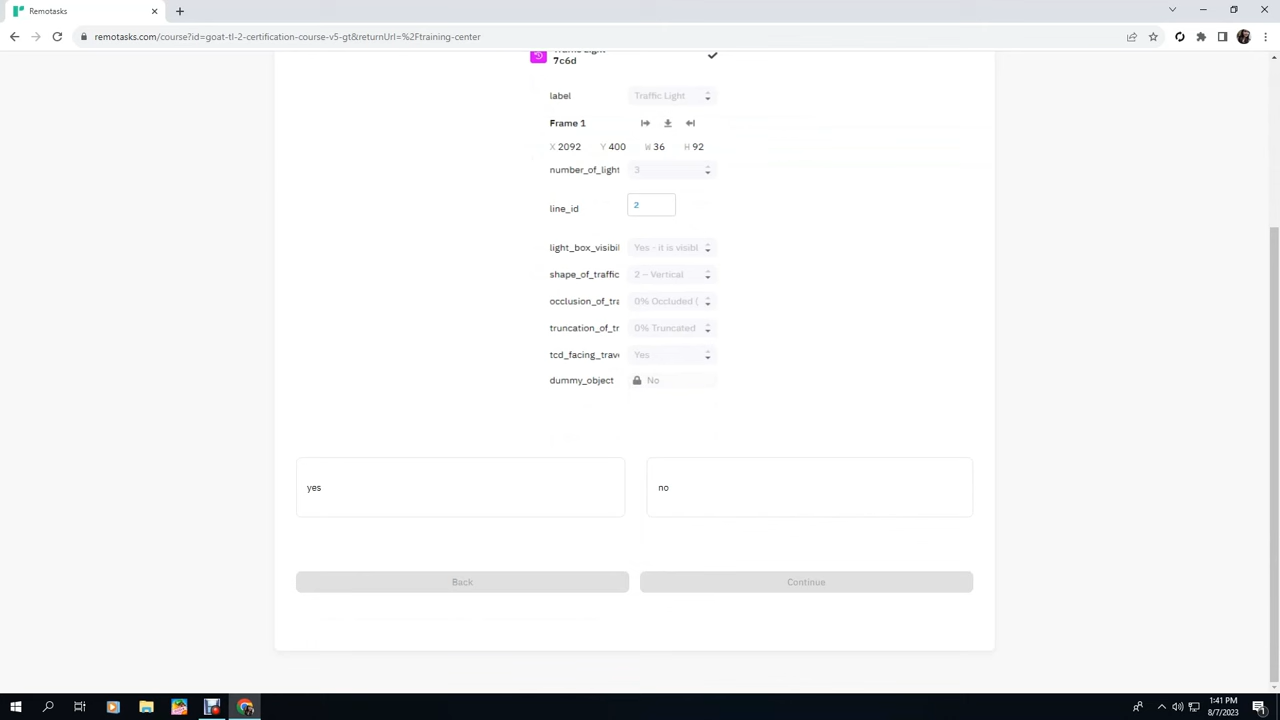 Remotasks
remotasks.com/course?id=goat-tl-2-certification-course-v5-gt&returnUrl=%2Ftraining-center
7c6d
label Traffic Light
Frame 1
X 2092 Y 400 W 36 H 92
number_of_light 3
line_id 2
light_box_visibil Yes - it is visibl
shape_of_traffic 2 – Vertical
occlusion_of_tra 0% Occluded (
truncation_of_tr 0% Truncated
tcd_facing_trave Yes
dummy_object No
yes no
Back Continue
1:41 PM
8/7/2023